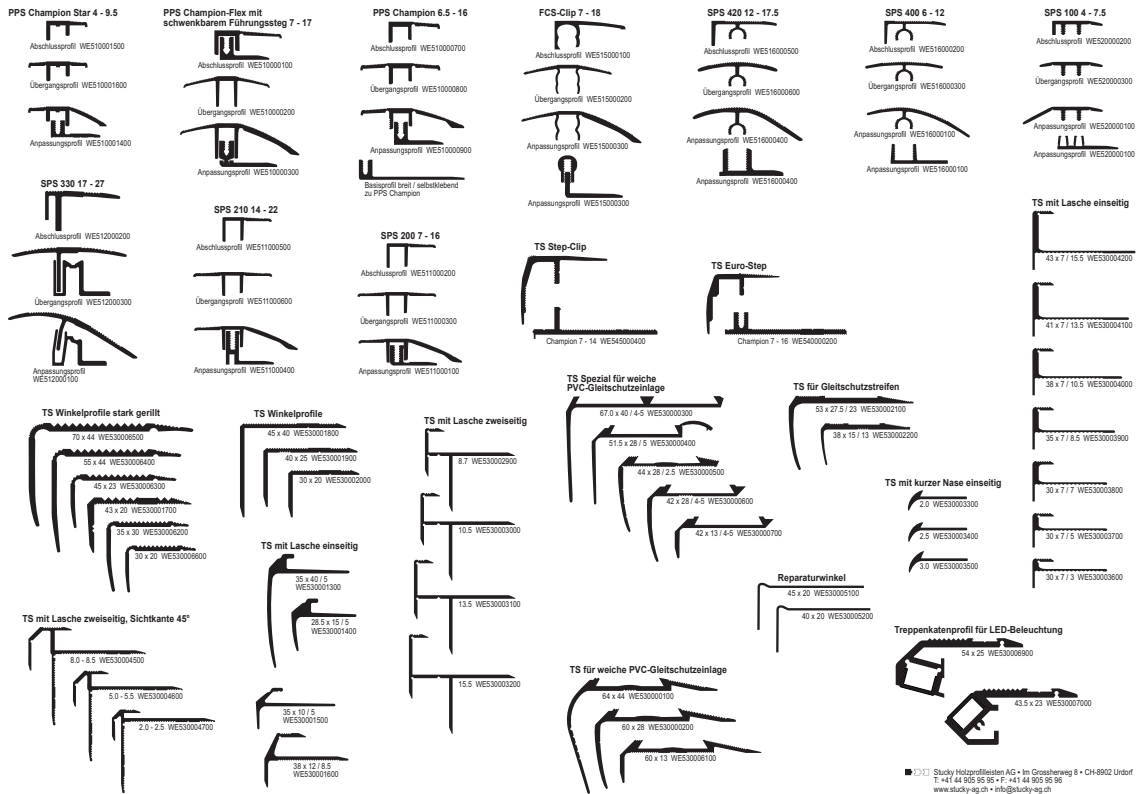 PPS Champion Star 4 - 9.5
Abschlussprofil WE510001500
Übergangsprofil WE510001600
Anpassungsprofil WE510001400
PPS Champion-Flex mit
schwenkbarem Führungssteg 7 - 17
Abschlussprofil WE510000100
Übergangsprofil WE510000200
Anpassungsprofil WE510000300
PPS Champion 6.5 - 16
Abschlussprofil WE510000700
Übergangsprofil WE510000800
Anpassungsprofil WE510000900
Basisprofil breit / selbstklebend
zu PPS Champion
FCS-Clip 7 - 18
Abschlussprofil WE515000100
Übergangsprofil WE515000200
Anpassungsprofil WE515000300
Anpassungsprofil WE515000300
SPS 420 12 - 17.5
Abschlussprofil WE516000500
Übergangsprofil WE516000600
Anpassungsprofil WE516000400
SPS 400 6 - 12
Abschlussprofil WE516000200
Übergangsprofil WE516000300
Anpassungsprofil WE516000100
Anpassungsprofil WE516000100
SPS 100 4 - 7.5
Abschlussprofil WE520000200
Übergangsprofil WE520000300
Anpassungsprofil WE520000100
Anpassungsprofil WE520000100
SPS 330 17 - 27
Abschlussprofil WE512000200
Übergangsprofil WE512000300
Anpassungsprofil
WE512000100
SPS 210 14 - 22
Abschlussprofil WE511000500
Übergangsprofil WE511000600
Anpassungsprofil WE511000400
SPS 200 7 - 16
Abschlussprofil WE511000200
Übergangsprofil WE511000300
Anpassungsprofil WE511000100
TS Step-Clip
Champion 7 - 14 WE545000400
TS Euro-Step
Champion 7 - 16 WE540000200
TS mit Lasche einseitig
43 x 7 / 15.5 WE530004200
41 x 7 / 13.5 WE530004100
38 x 7 / 10.5 WE530004000
35 x 7 / 8.5 WE530003900
30 x 7 / 7 WE530003800
30 x 7 / 5 WE530003700
30 x 7 / 3 WE530003600
TS Winkelprofile stark gerillt
70 x 44 WE530006500
55 x 44 WE530006400
45 x 23 WE530006300
43 x 20 WE530001700
35 x 30 WE530006200
30 x 20 WE530006600
TS Winkelprofile
45 x 40 WE530001800
40 x 25 WE530001900
30 x 20 WE530002000
TS mit Lasche zweiseitig
8.7 WE530002900
10.5 WE530003000
13.5 WE530003100
15.5 WE530003200
TS Spezial für weiche
PVC-Gleitschutzeinlage
67.0 x 40 / 4-5 WE530000300
51.5 x 28 / 5 WE530000400
44 x 28 / 2.5 WE530000500
42 x 28 / 4-5 WE530000600
42 x 13 / 4-5 WE530000700
TS für Gleitschutzstreifen
53 x 27.5 / 23 WE530002100
38 x 15 / 13 WE530002200
TS mit kurzer Nase einseitig
2.0 WE530003300
2.5 WE530003400
3.0 WE530003500
TS mit Lasche einseitig
35 x 40 / 5
WE530001300
28.5 x 15 / 5
WE530001400
35 x 10 / 5
WE530001500
38 x 12 / 8.5
WE530001600
Reparaturwinkel
45 x 20 WE530005100
40 x 20 WE530005200
TS mit Lasche zweiseitig, Sichtkante 45°
8.0 - 8.5 WE530004500
5.0 - 5.5 WE530004600
2.0 - 2.5 WE530004700
TS für weiche PVC-Gleitschutzeinlage
64 x 44 WE530000100
60 x 28 WE530000200
60 x 13 WE530006100
Treppenkatenprofil für LED-Beleuchtung
54 x 25 WE530006900
43.5 x 23 WE530007000
Stucky Holzprofilleisten AG • Im Grossherweg 8 • CH-8902 Urdorf
T: +41 44 905 95 95 • F: +41 44 905 95 96
www.stucky-ag.ch • info@stucky-ag.ch